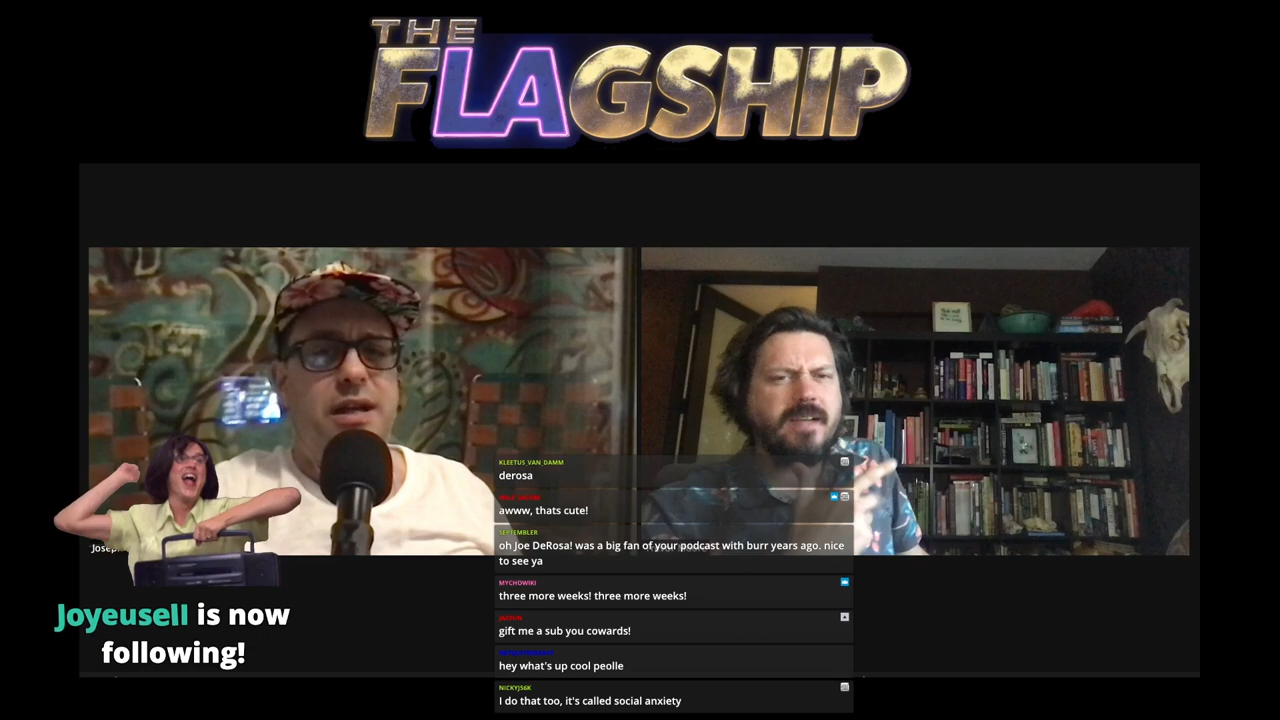 THE
FLAGSHIP
KLEETUS_VAN_DAMM
derosa
awww, thats cute!
SEPTEMBLER
oh Joe DeRosa! was a big fan of your podcast with burr years ago. nice
to see ya
MYCHOWIKI
three more weeks! three more weeks!
gift me a sub you cowards!
hey what's up cool peolle
NICKYJ56K
I do that too, it's called social anxiety
Joyeusell is now
following!